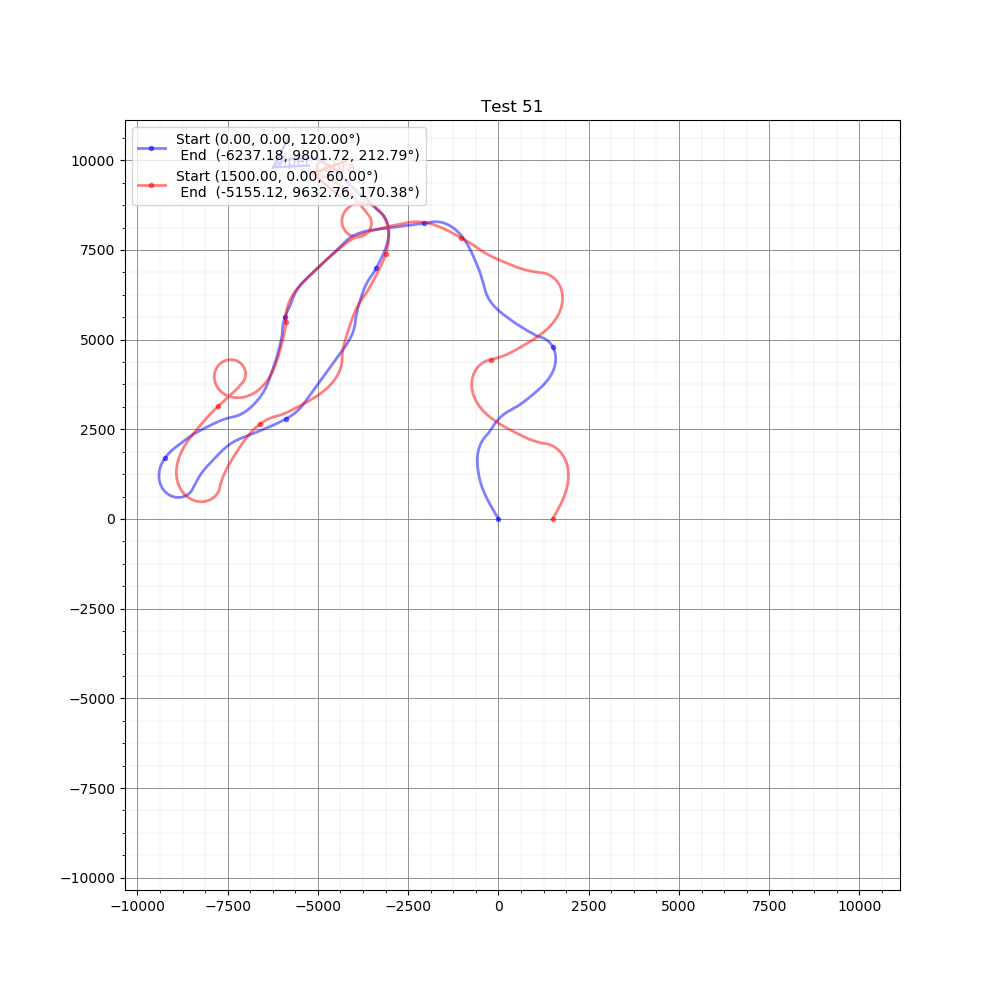 Test 51
Start (0.00, 0.00, 120.00°)
End (-6237.18, 9801.72, 212.79°)
Start (1500.00, 0.00, 60.00°)
End (-5155.12, 9632.76, 170.38°)
10000
7500
5000
2500
0
−2500
−5000
−7500
−10000
−10000 −7500 −5000 −2500 0 2500 5000 7500 10000